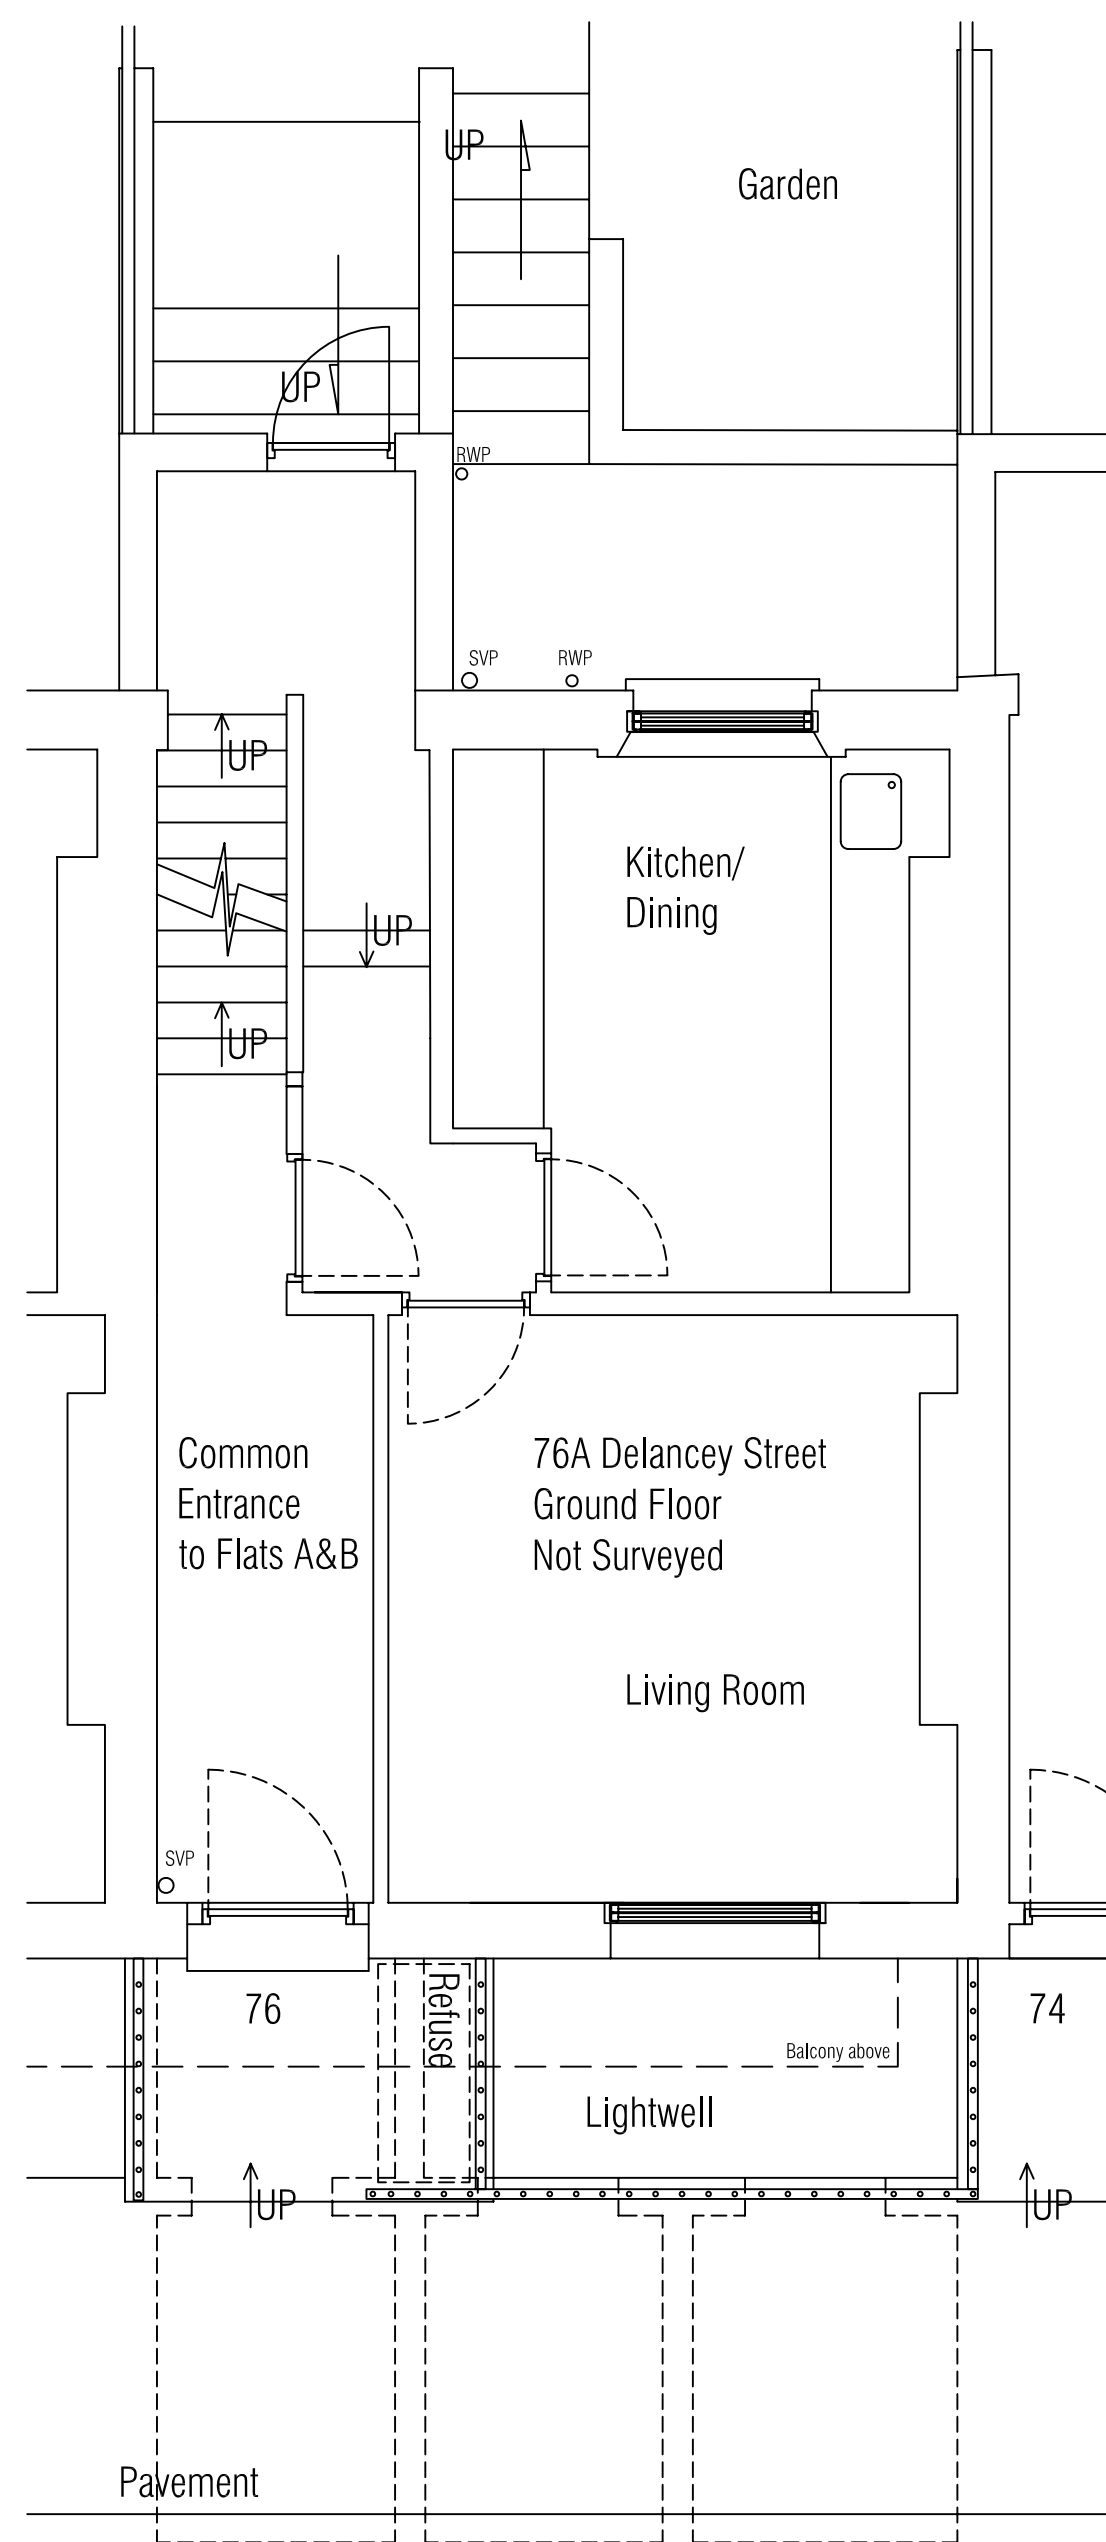 UP
Garden
UP
RWP
SVP
RWP
UP
Kitchen/
Dining
UP
UP
Common
Entrance
to Flats A&B
76A Delancey Street
Ground Floor
Not Surveyed
Living Room
SVP
76
Refuse
74
Balcony above
Lightwell
UP
UP
Pavement